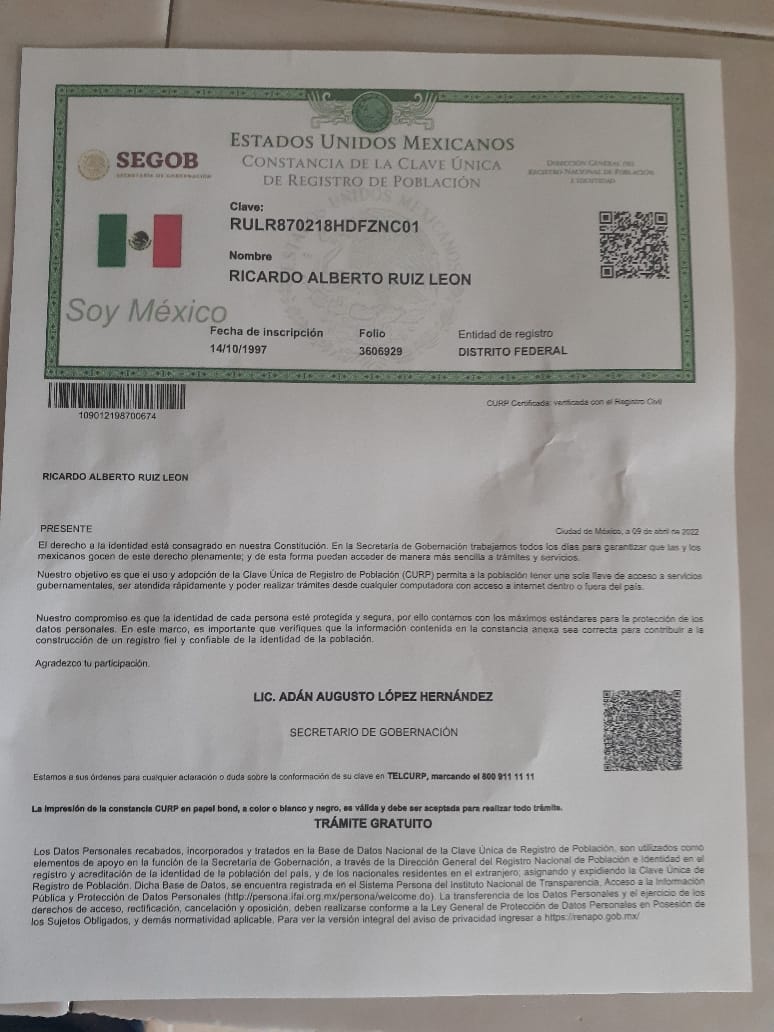 ESTADOS UNIDOS MEXICANOS
CONSTANCIA DE LA CLAVE ÚNICA
DE REGISTRO DE POBLACIÓN
SEGOB
SECRETARÍA DE GOBERNACIÓN
DIRECCIÓN GENERAL DEL
REGISTRO NACIONAL DE POBLACIÓN
E IDENTIDAD
Clave:
RULR870218HDFZNC01
Nombre
RICARDO ALBERTO RUIZ LEON
Soy México
Fecha de inscripción
14/10/1997
Folio
3606929
Entidad de registro
DISTRITO FEDERAL
109012198700674
CURP Certificada: verificada con el Registro Civil
RICARDO ALBERTO RUIZ LEON
PRESENTE
Ciudad de México, a 09 de abril de 2022
El derecho a la identidad está consagrado en nuestra Constitución. En la Secretaría de Gobernación trabajamos todos los días para garantizar que las y los
mexicanos gocen de este derecho plenamente; y de esta forma puedan acceder de manera más sencilla a trámites y servicios.
Nuestro objetivo es que el uso y adopción de la Clave Única de Registro de Población (CURP) permita a la población tener una sola llave de acceso a servicios
gubernamentales, ser atendida rápidamente y poder realizar trámites desde cualquier computadora con acceso a internet dentro o fuera del país.
Nuestro compromiso es que la identidad de cada persona esté protegida y segura, por ello contamos con los máximos estándares para la protección de los
datos personales. En este marco, es importante que verifiques que la información contenida en la constancia anexa sea correcta para contribuir a la
construcción de un registro fiel y confiable de la identidad de la población.
Agradezco tu participación.
LIC. ADÁN AUGUSTO LÓPEZ HERNÁNDEZ
SECRETARIO DE GOBERNACIÓN
Estamos a sus órdenes para cualquier aclaración o duda sobre la conformación de su clave en TELCURP, marcando el 800 911 11 11
La impresión de la constancia CURP en papel bond, a color o blanco y negro, es válida y debe ser aceptada para realizar todo trámite.
TRÁMITE GRATUITO
Los Datos Personales recabados, incorporados y tratados en la Base de Datos Nacional de la Clave Única de Registro de Población, son utilizados como
elementos de apoyo en la función de la Secretaría de Gobernación, a través de la Dirección General del Registro Nacional de Población e Identidad en el
registro y acreditación de la identidad de la población del país, y de los nacionales residentes en el extranjero; asignando y expidiendo la Clave Única de
Registro de Población. Dicha Base de Datos, se encuentra registrada en el Sistema Persona del Instituto Nacional de Transparencia, Acceso a la Información
Pública y Protección de Datos Personales (http://persona.ifai.org.mx/persona/welcome.do). La transferencia de los Datos Personales y el ejercicio de los
derechos de acceso, rectificación, cancelación y oposición, deben realizarse conforme a la Ley General de Protección de Datos Personales en Posesión de
los Sujetos Obligados, y demás normatividad aplicable. Para ver la versión integral del aviso de privacidad ingresar a https://renapo.gob.mx/